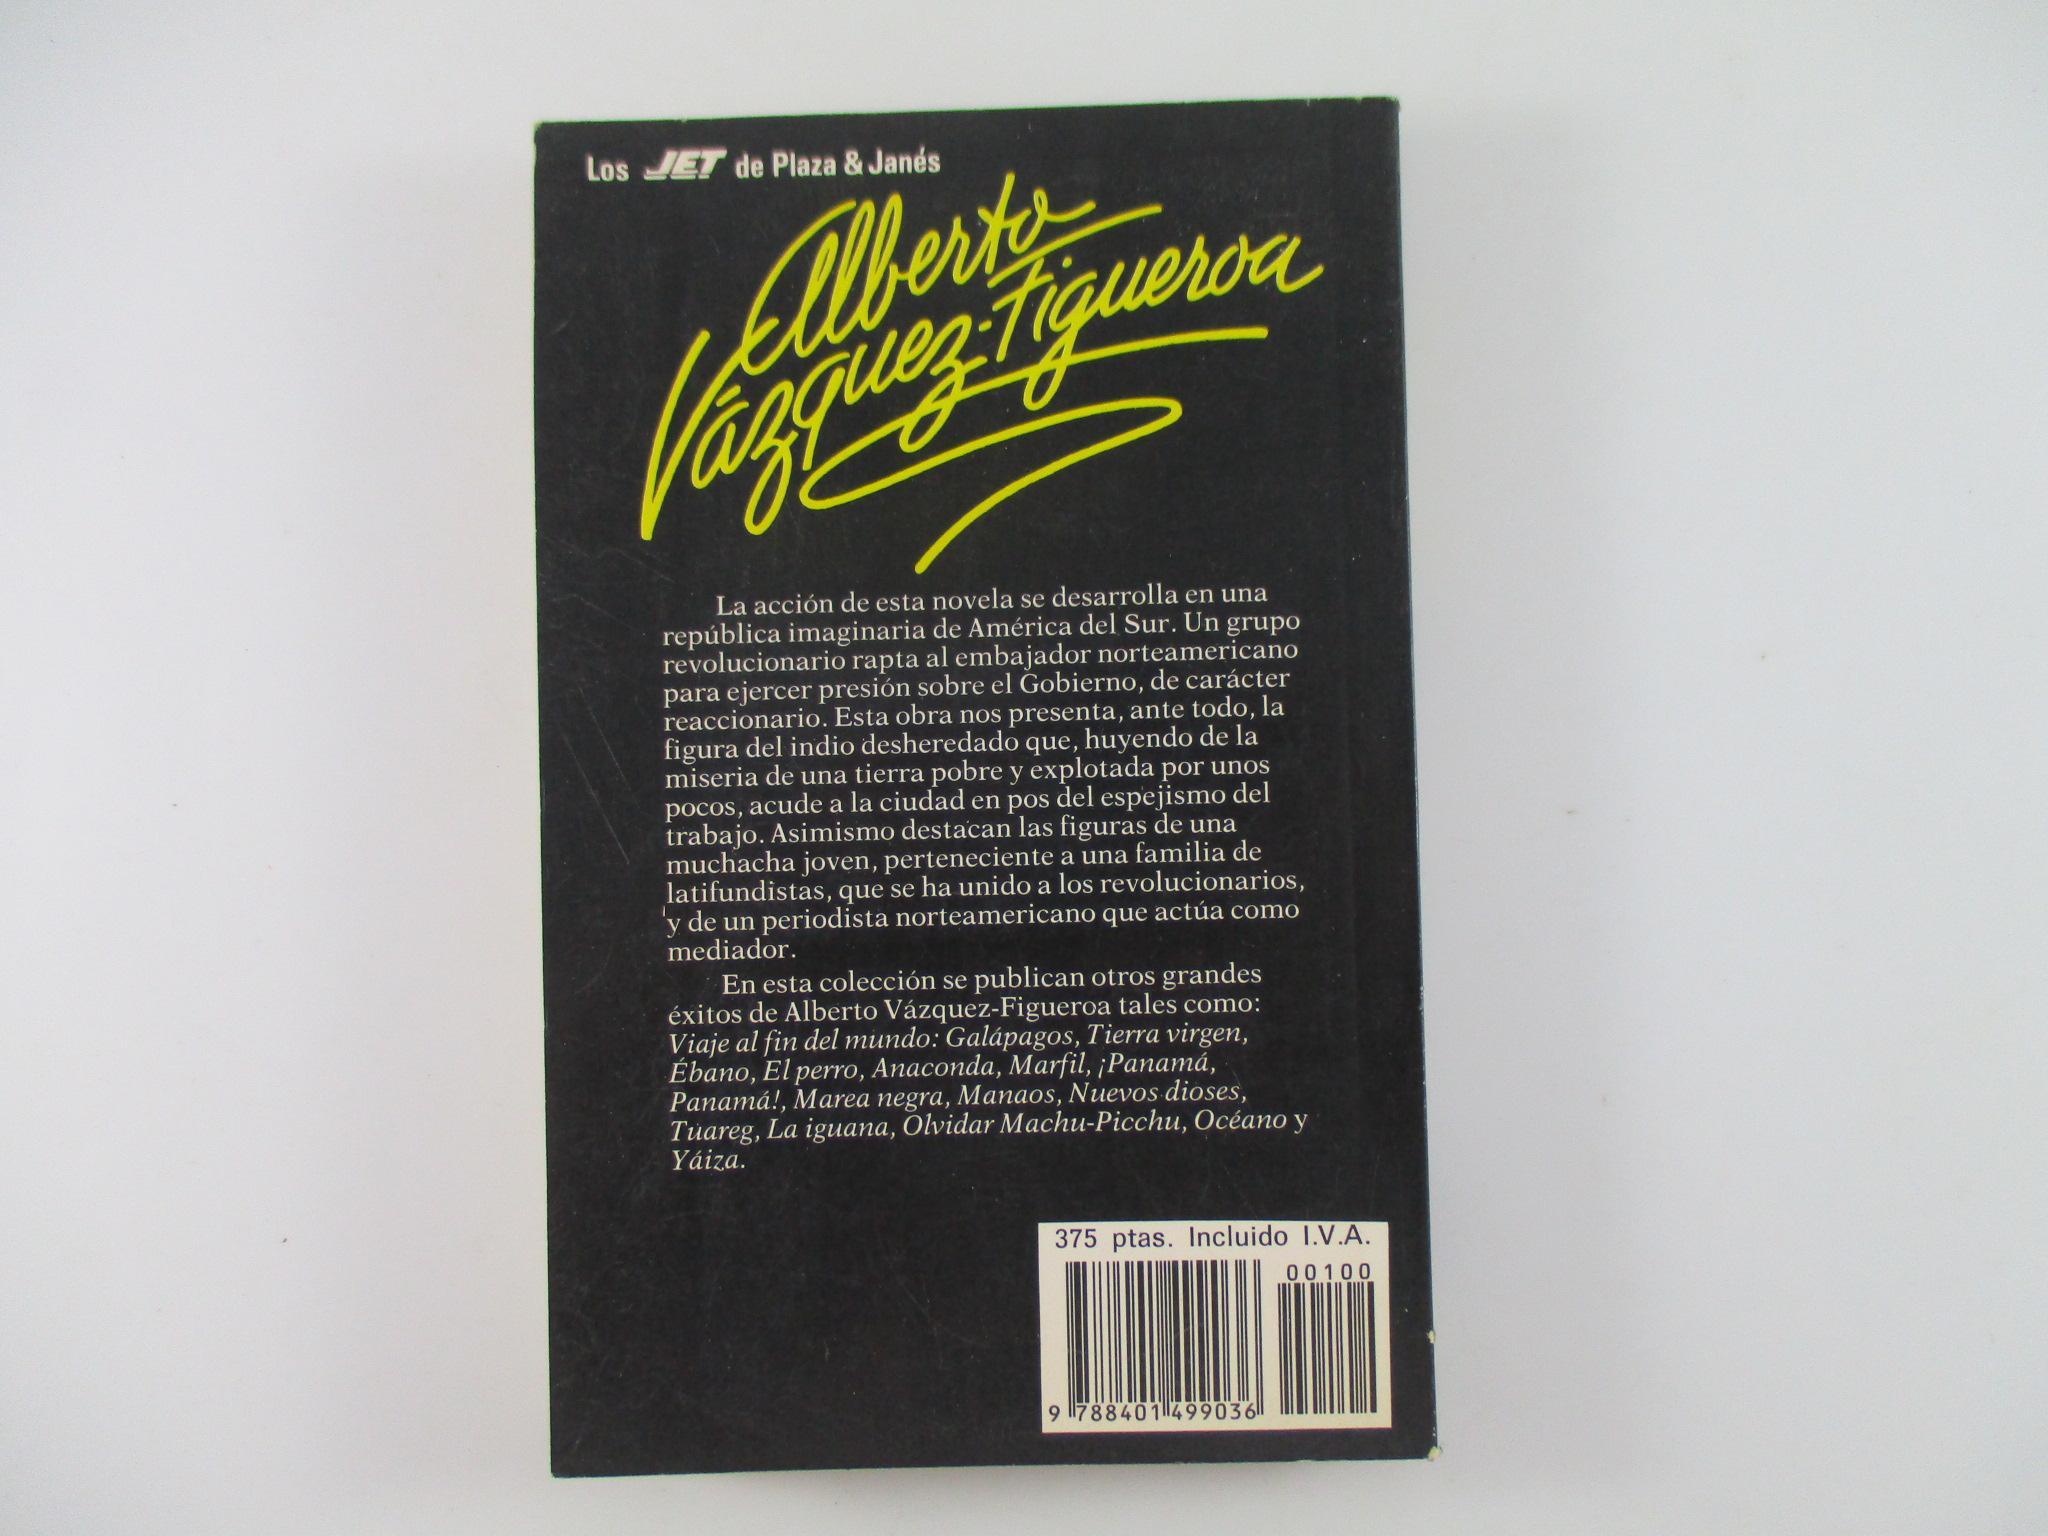 Los JET de Plaza & Janés
Alberto
Vázquez-Figueroa
La acción de esta novela se desarrolla en una
república imaginaria de América del Sur. Un grupo
revolucionario rapta al embajador norteamericano
para ejercer presión sobre el Gobierno, de carácter
reaccionario. Esta obra nos presenta, ante todo, la
figura del indio desheredado que, huyendo de la
miseria de una tierra pobre y explotada por unos
pocos, acude a la ciudad en pos del espejismo del
trabajo. Asimismo destacan las figuras de una
muchacha joven, perteneciente a una familia de
latifundistas, que se ha unido a los revolucionarios,
y de un periodista norteamericano que actúa como
mediador.
En esta colección se publican otros grandes
éxitos de Alberto Vázquez-Figueroa tales como:
Viaje al fin del mundo: Galápagos, Tierra virgen,
Ébano, El perro, Anaconda, Marfil, ¡Panamá,
Panamá!, Marea negra, Manaos, Nuevos dioses,
Tuareg, La iguana, Olvidar Machu-Picchu, Océano y
Yáiza.
375 ptas. Incluido I.V.A.
00100
9 788401 499036